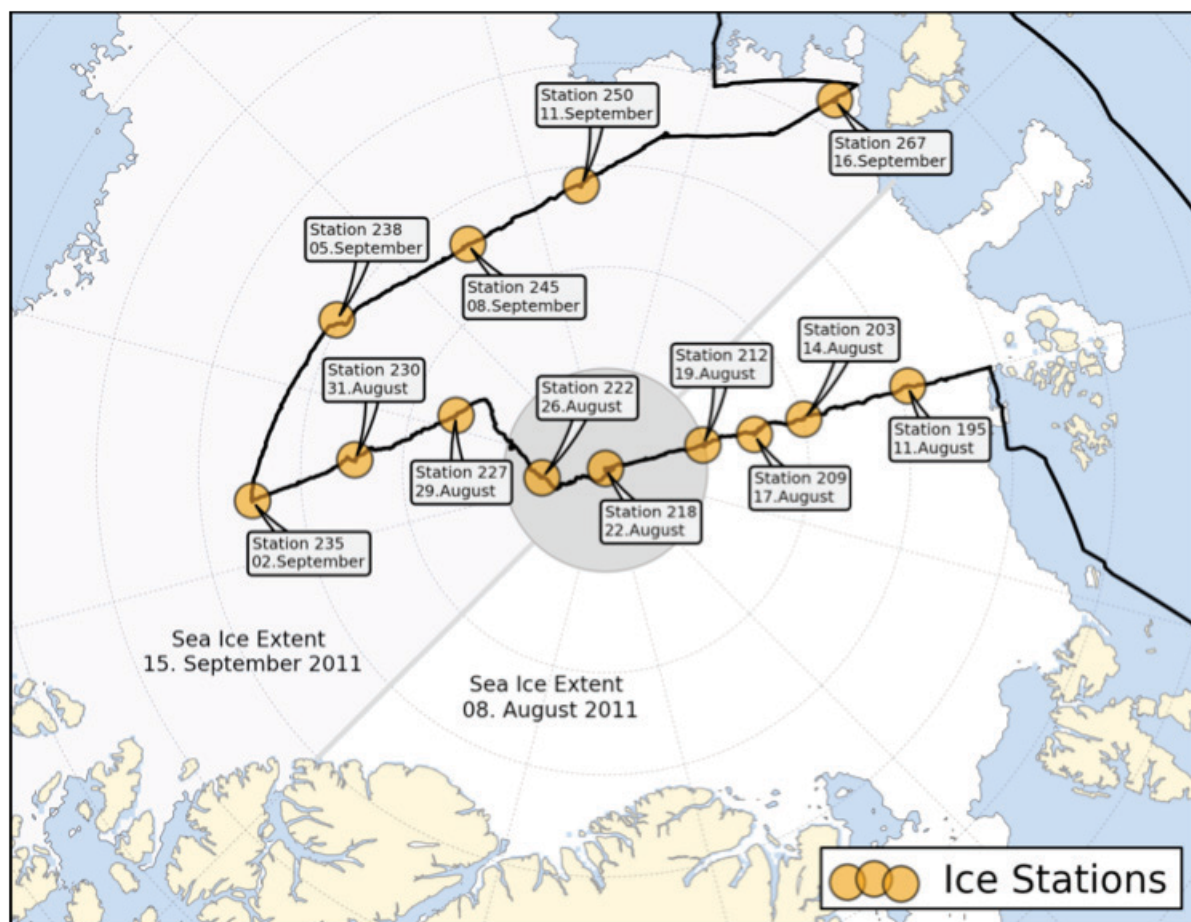 Station 250
11.September
Station 267
16.September
Station 238
05.September
Station 245
08.September
Station 203
14.August
Station 212
19.August
Station 230
31.August
Station 222
26.August
Station 195
11.August
Station 227
29.August
Station 209
17.August
Station 218
22.August
Station 235
02.September
Sea Ice Extent
15. September 2011
Sea Ice Extent
08. August 2011
Ice Stations